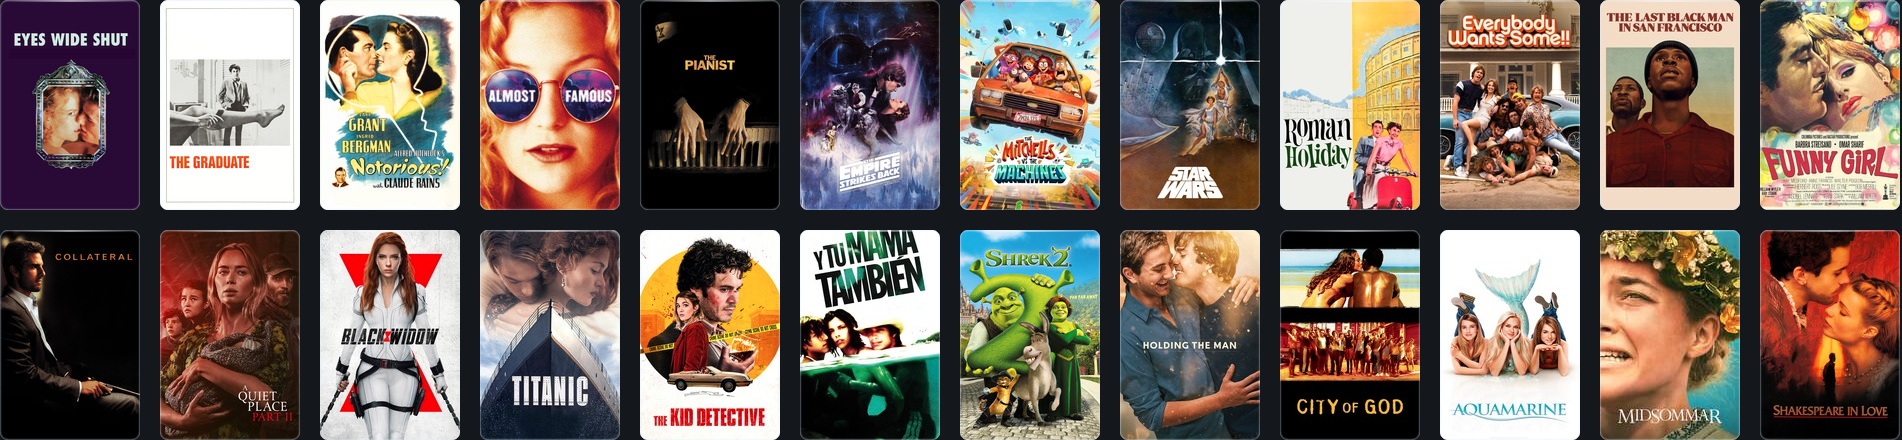 EYES WIDE SHUT
THE GRADUATE
GRANT
INGRID
BERGMAN
ALFRED HITCHCOCK'S
Notorious!
with CLAUDE RAINS
ALMOST FAMOUS
THE
PIANIST
THE
EMPIRE
STRIKES BACK
THE
MITCHELLS
VS THE
MACHINES
STAR
WARS
Roman
Holiday
Everybody
Wants Some!!
THE LAST BLACK MAN
IN SAN FRANCISCO
BARBRA STREISAND • OMAR SHARIF
FUNNY GIRL
COLLATERAL
A
QUIET
PLACE
PART II
BLACK WIDOW
TITANIC
THE KID DETECTIVE
Y TU MAMÁ
TAMBIÉN
SHREK 2
FAR FAR AWAY
HOLDING THE MAN
CITY OF GOD
AQUAMARINE
MIDSOMMAR
SHAKESPEARE IN LOVE